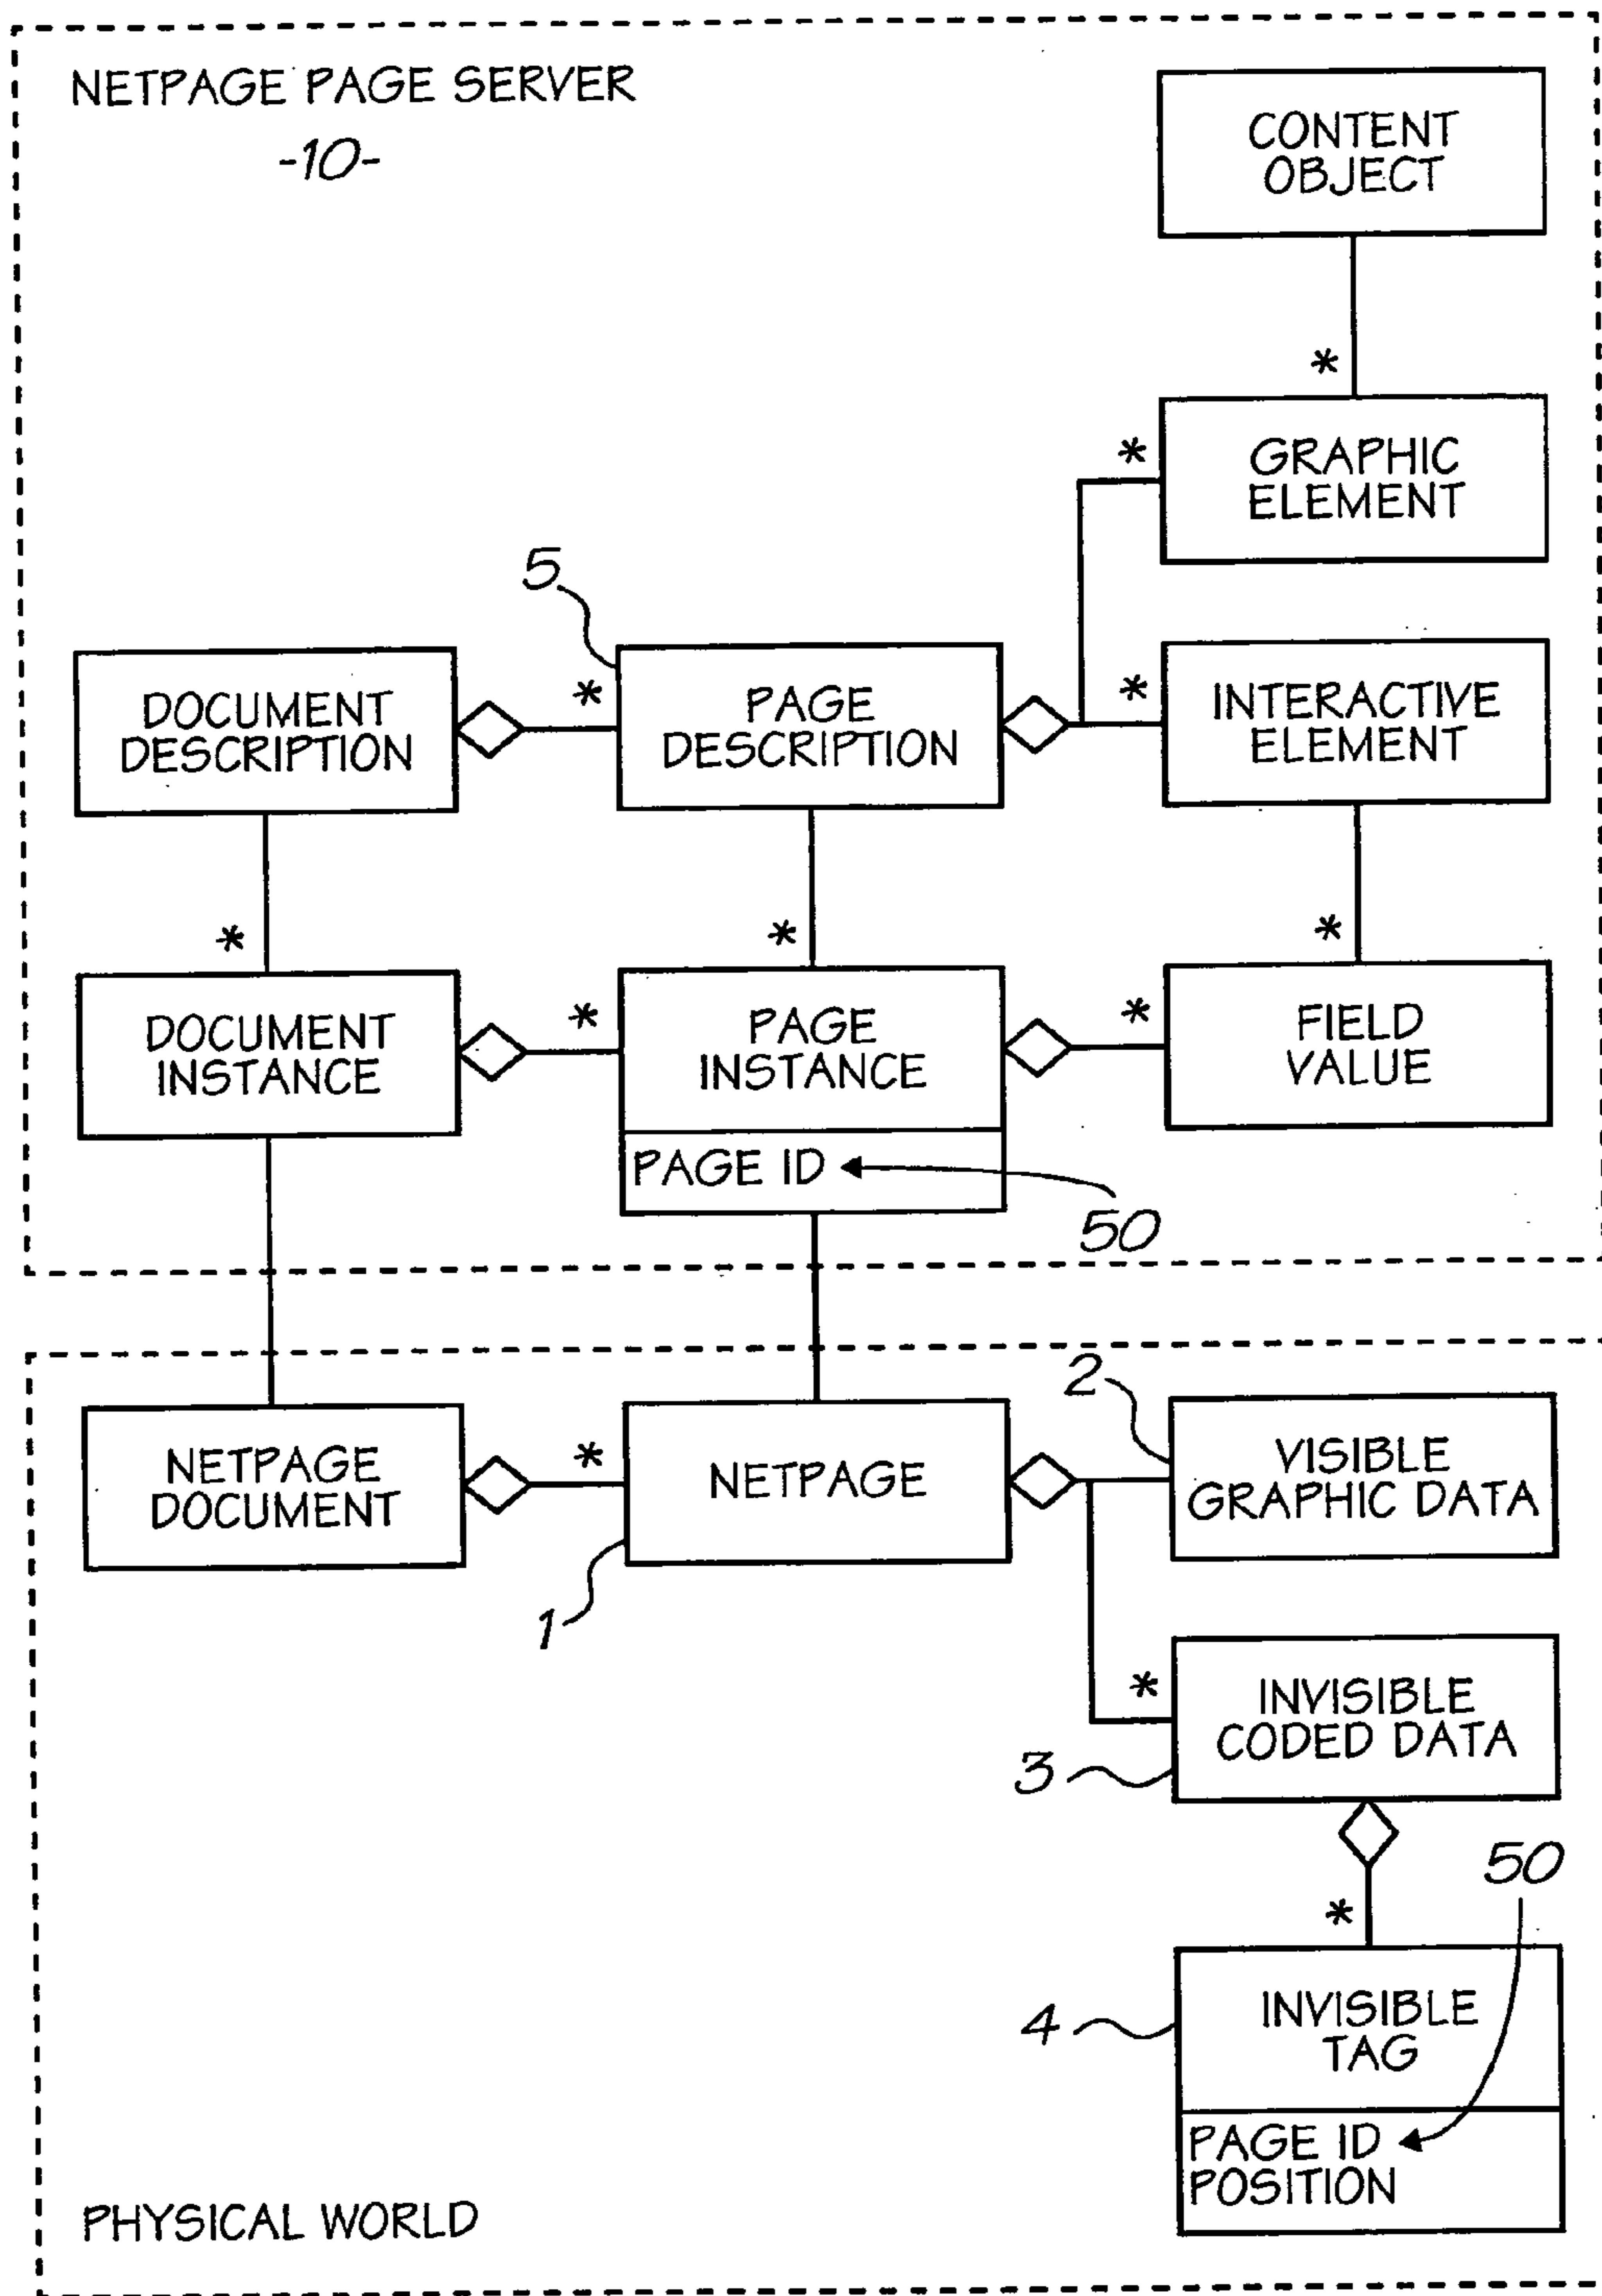 NETPAGE PAGE SERVER
-10-
CONTENT
OBJECT
*
*
GRAPHIC
ELEMENT
5
DOCUMENT
DESCRIPTION
*
PAGE
DESCRIPTION
*
INTERACTIVE
ELEMENT
*
*
*
DOCUMENT
INSTANCE
*
PAGE
INSTANCE
*
FIELD
VALUE
PAGE ID
50
2
NETPAGE
DOCUMENT
*
NETPAGE
VISIBLE
GRAPHIC DATA
1
*
INVISIBLE
CODED DATA
3
50
*
4
INVISIBLE
TAG
PAGE ID
POSITION
PHYSICAL WORLD